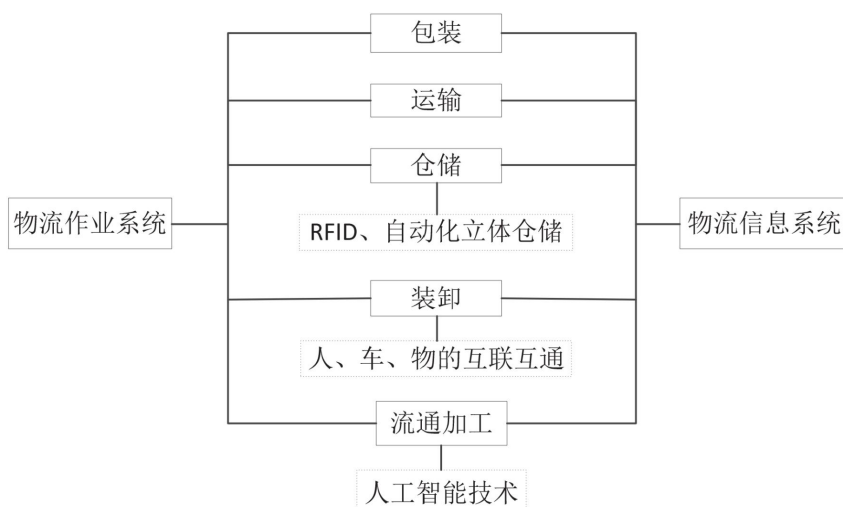 包装
运输
仓储
物流作业系统
RFID、自动化立体仓储
物流信息系统
装卸
人、车、物的互联互通
流通加工
人工智能技术